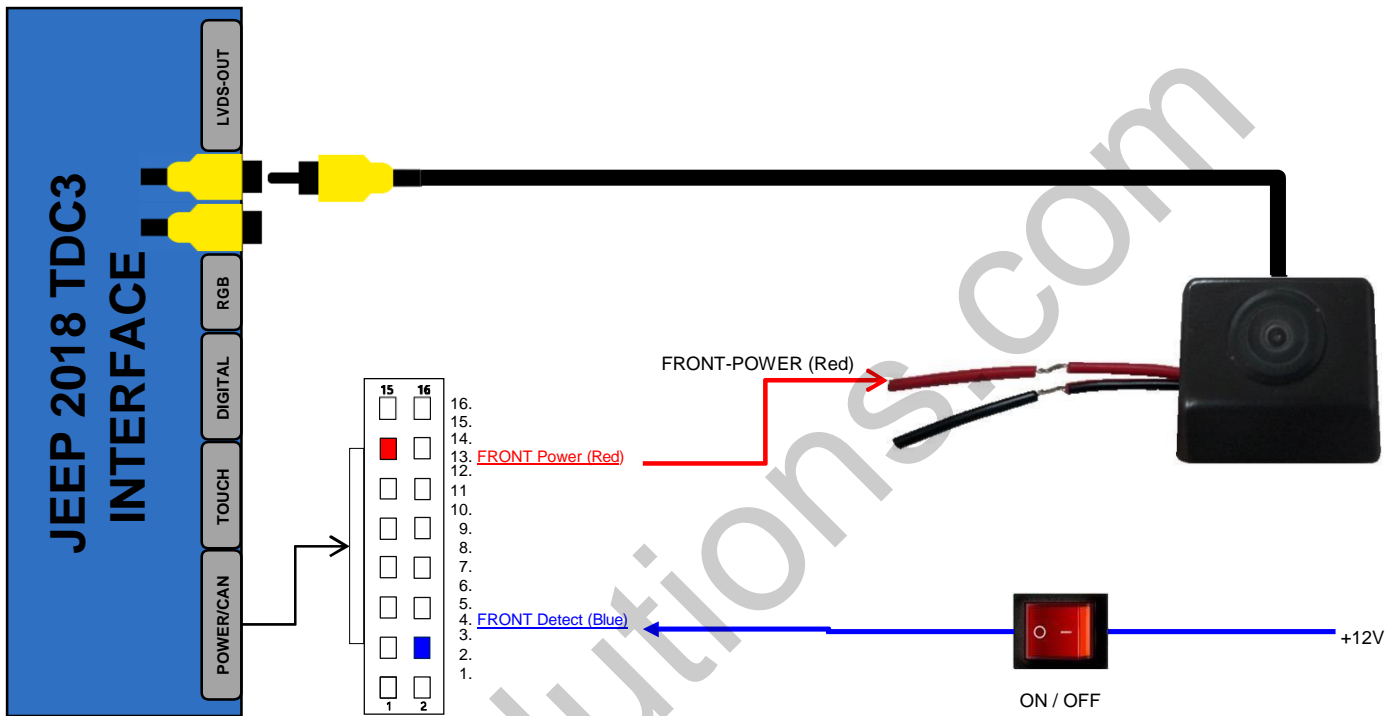 JEEP 2018 TDC3
INTERFACE
LVDS-OUT
RGB
DIGITAL
TOUCH
POWER/CAN
15 16
16.
15.
14.
13. FRONT Power (Red)
12.
11
10.
9.
8.
7.
6.
5.
4. FRONT Detect (Blue)
3.
2.
1.
1 2
FRONT-POWER (Red)
+12V
ON / OFF
utions.com